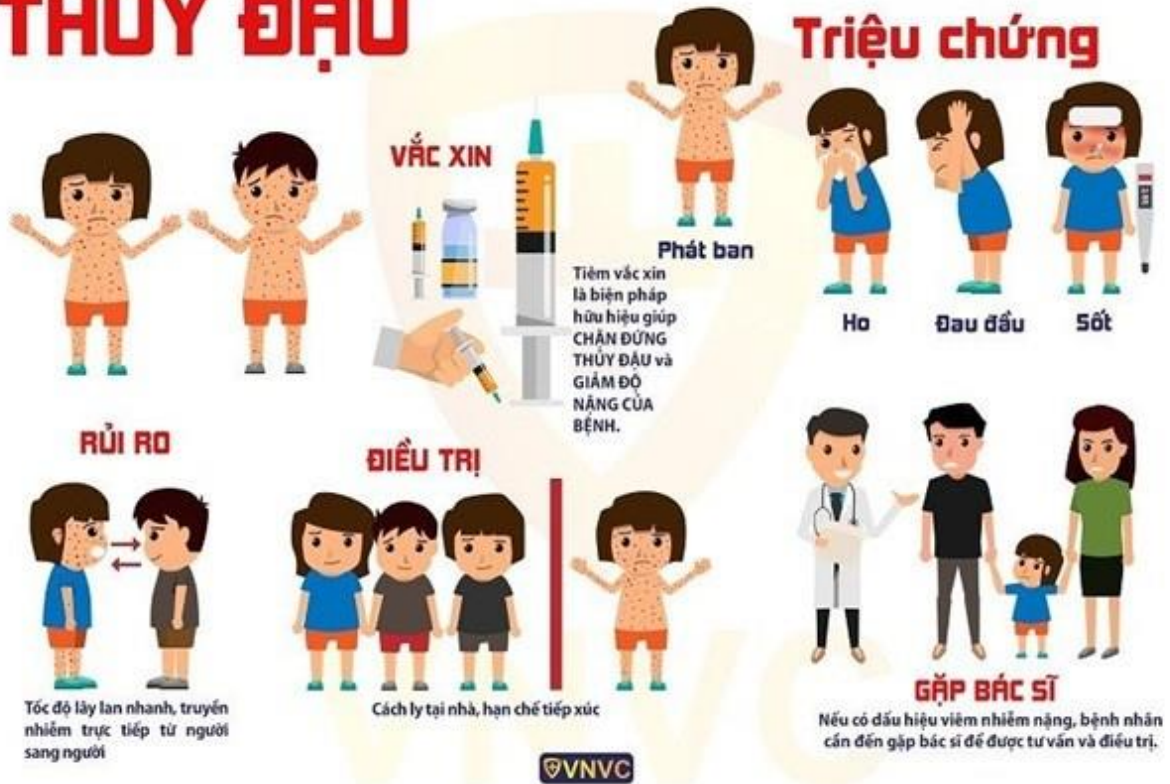 THỦY ĐẬU
Triệu chứng
VẮC XIN
Phát ban
Tiêm vắc xin
là biện pháp
hữu hiệu giúp
CHẶN ĐỨNG
THỦY ĐẬU và
GIẢM ĐỘ
NẶNG CỦA
BỆNH.
Ho
Đau đầu
Sốt
RỦI RO
Tốc độ lây lan nhanh, truyền
nhiễm trực tiếp từ người
sang người
ĐIỀU TRỊ
Cách ly tại nhà, hạn chế tiếp xúc
GẶP BÁC SĨ
Nếu có dấu hiệu viêm nhiễm nặng, bệnh nhân
cần đến gặp bác sĩ để được tư vấn và điều trị.
VNVC
VNVC